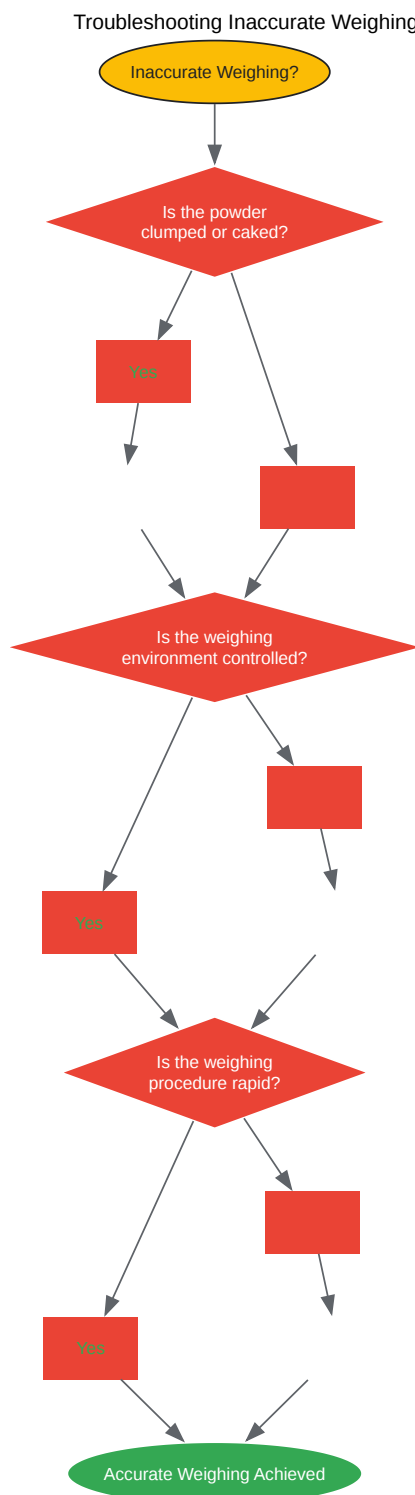 Troubleshooting Inaccurate Weighing
Inaccurate Weighing?
Is the powder
clumped or caked?
Yes
Is the weighing
environment controlled?
Yes
Is the weighing
procedure rapid?
Yes
Accurate Weighing Achieved